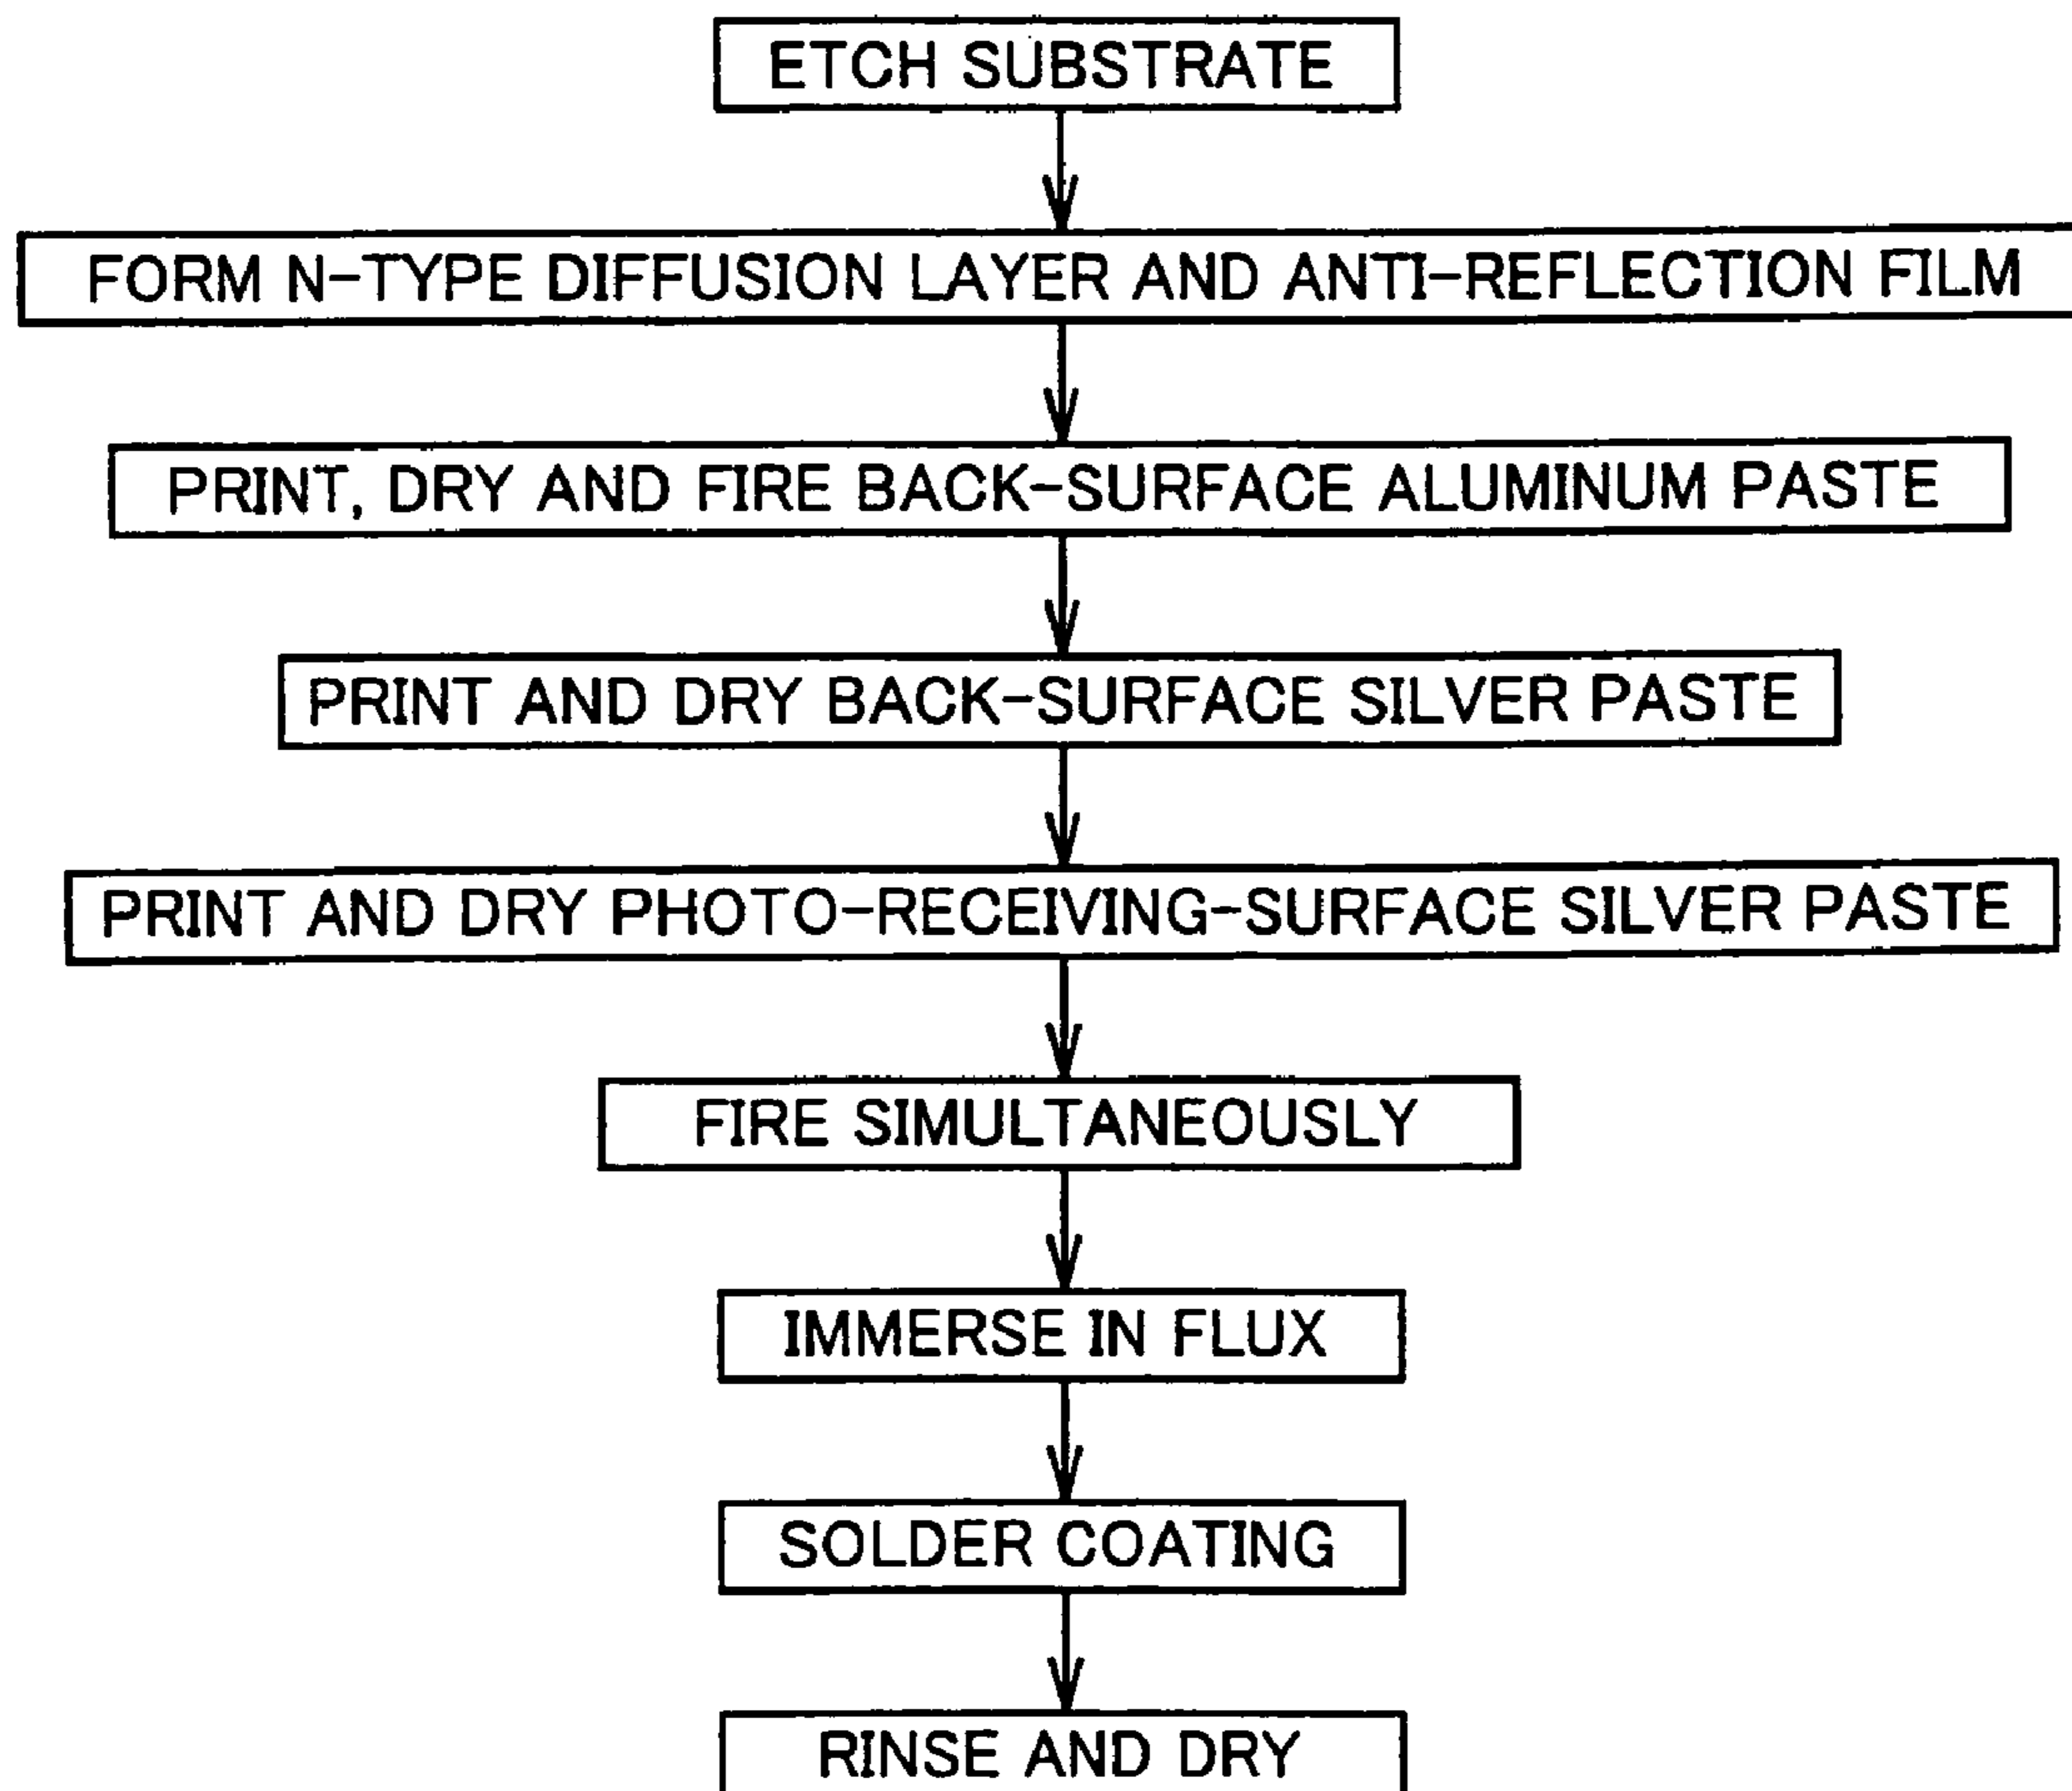 ETCH SUBSTRATE
FORM N-TYPE DIFFUSION LAYER AND ANTI-REFLECTION FILM
PRINT, DRY AND FIRE BACK-SURFACE ALUMINUM PASTE
PRINT AND DRY BACK-SURFACE SILVER PASTE
PRINT AND DRY PHOTO-RECEIVING-SURFACE SILVER PASTE
FIRE SIMULTANEOUSLY
IMMERSE IN FLUX
SOLDER COATING
RINSE AND DRY